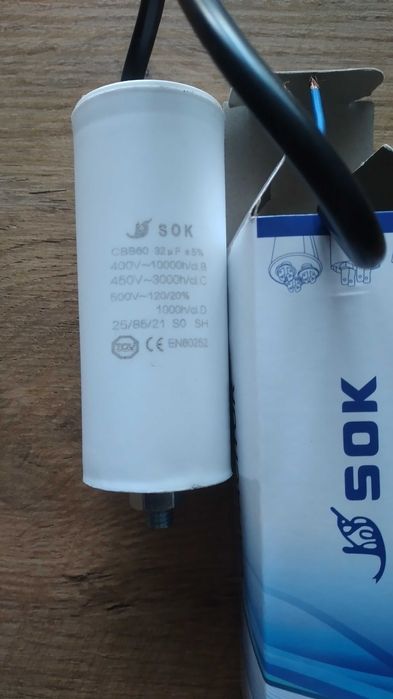 SOK
CBB60 32µF ±5%
400V~10000h/cl.B
450V~3000h/cl.C
500V~120/20%
1000h/cl.D
25/85/21 S0 SH
TÜV CE EN60252
SOK